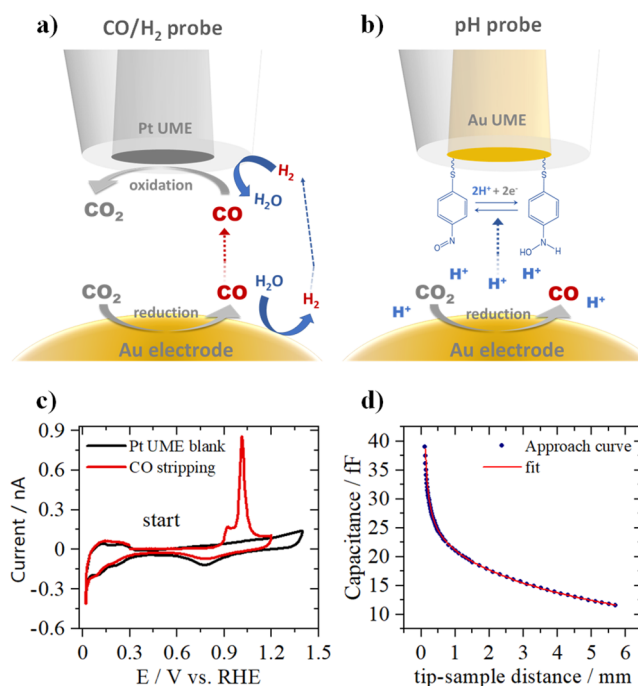 a)
CO/H₂ probe
Pt UME
oxidation
H₂
H₂O
CO₂
CO
H₂O
CO₂
CO
H₂
reduction
Au electrode
b)
pH probe
Au UME
S
S
2H⁺ + 2e⁻
N
O
HO
N
H
H⁺
H⁺
H⁺
CO₂
CO
H⁺
H⁺
reduction
Au electrode
c)
0.9
0.6
0.3
0
-0.3
-0.6
Current / nA
Pt UME blank
CO stripping
start
0.0
0.3
0.6
0.9
1.2
1.5
E / V vs. RHE
d)
40
35
30
25
20
15
10
Capacitance / fF
Approach curve
fit
0
1
2
3
4
5
6
tip-sample distance / mm